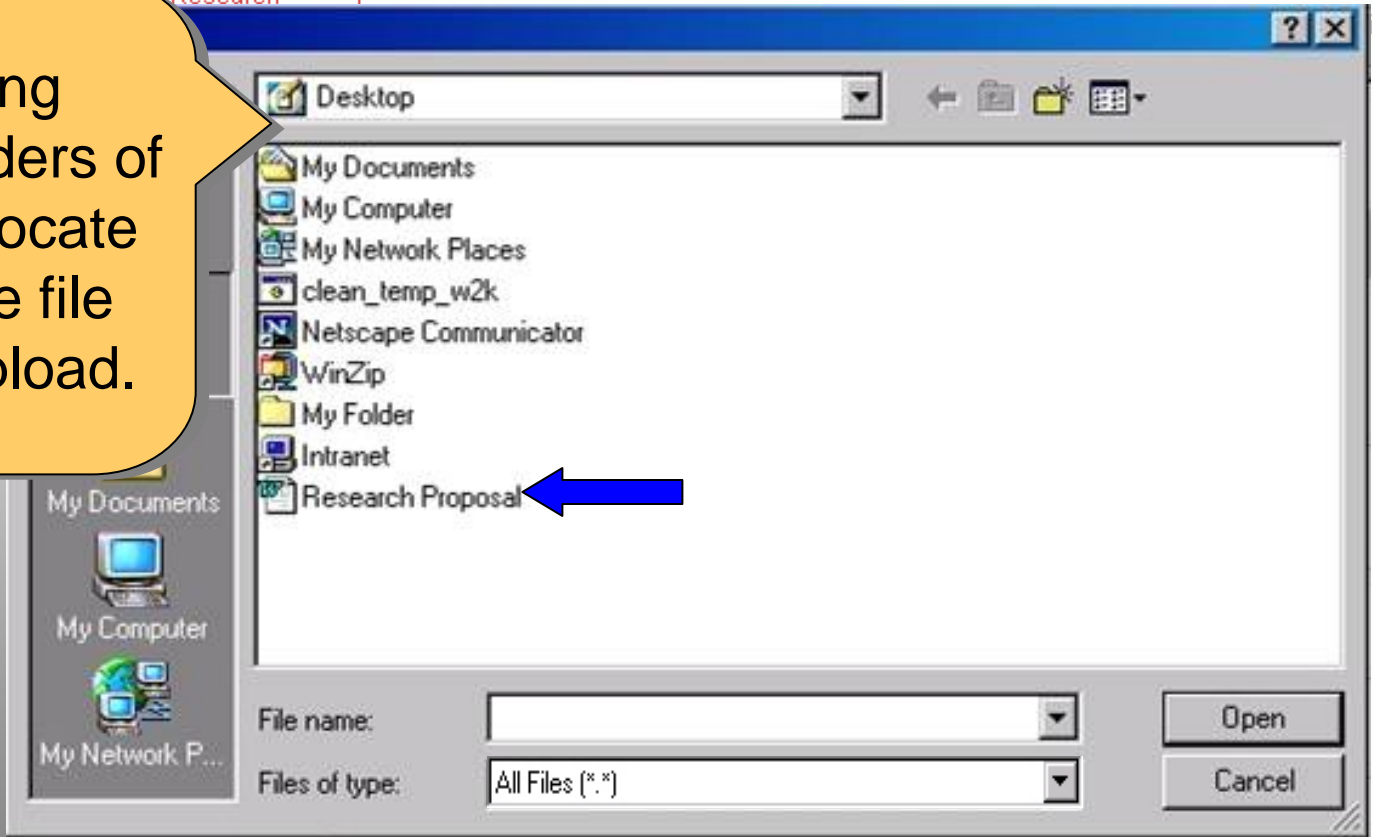 ng
ders of
ocate
e file
pload.
Desktop
My Documents
My Computer
My Network Places
clean_temp_w2k
Netscape Communicator
WinZip
My Folder
Intranet
Research Proposal
My Documents
My Computer
My Network P...
File name:
Open
Files of type:
All Files (*.*)
Cancel